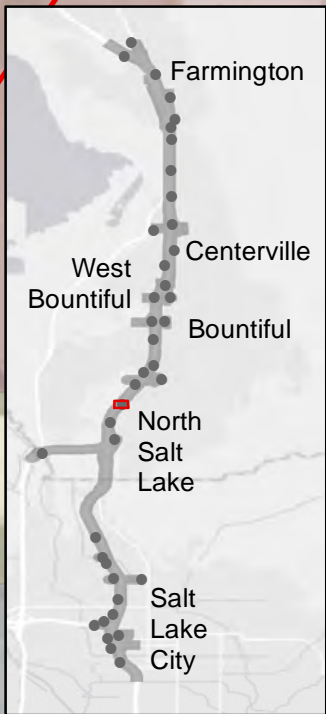 Farmington
Centerville
West
Bountiful
Bountiful
North
Salt
Lake
Salt
Lake
City